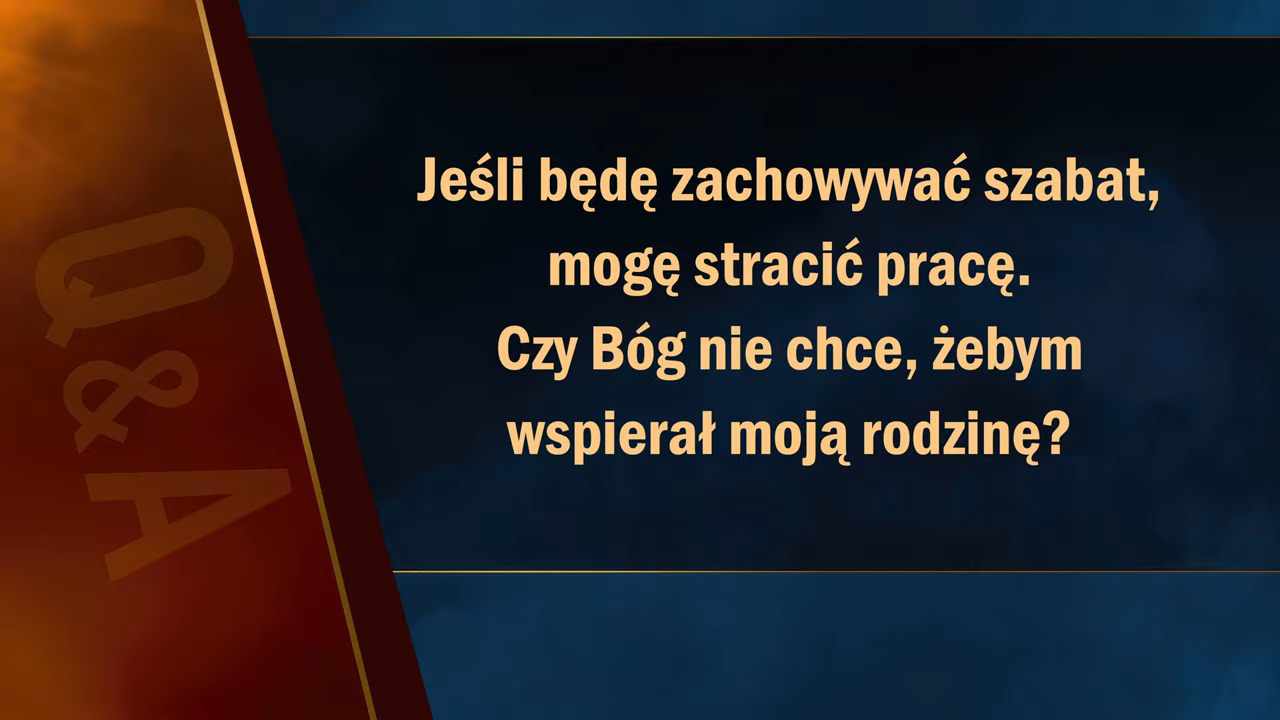 Q & A
Jeśli będę zachowywać szabat,
mogę stracić pracę.
Czy Bóg nie chce, żebym
wspierał moją rodzinę?